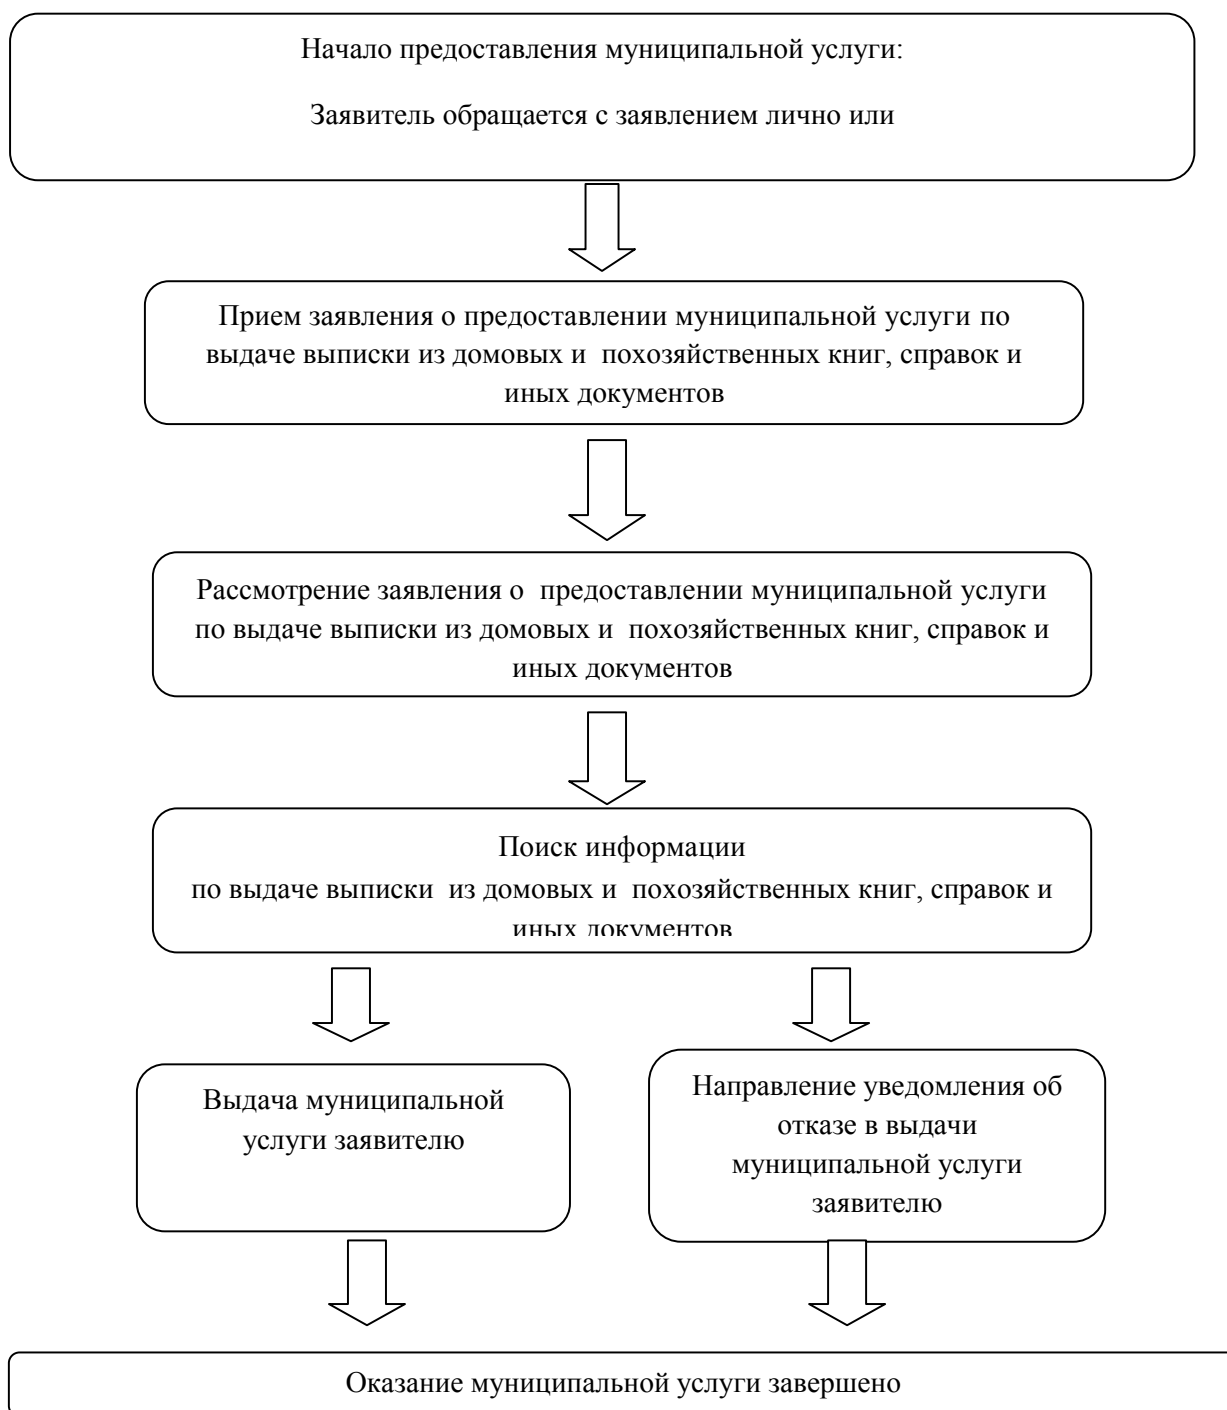 Начало предоставления муниципальной услуги:
Заявитель обращается с заявлением лично или
Прием заявления о предоставлении муниципальной услуги по
выдаче выписки из домовых и похозяйственных книг, справок и
иных документов
Рассмотрение заявления о предоставлении муниципальной услуги
по выдаче выписки из домовых и похозяйственных книг, справок и
иных документов
Поиск информации
по выдаче выписки из домовых и похозяйственных книг, справок и
иных документов
Выдача муниципальной
услуги заявителю
Направление уведомления об
отказе в выдачи
муниципальной услуги
заявителю
Оказание муниципальной услуги завершено